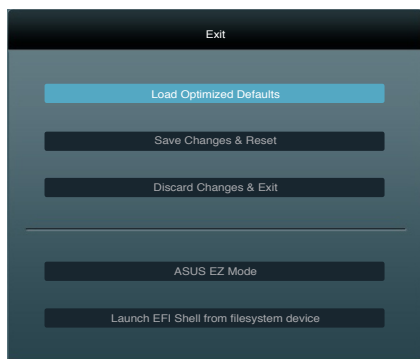 Exit
Load Optimized Defaults
Save Changes & Reset
Discard Changes & Exit
ASUS EZ Mode
Launch EFI Shell from filesystem device